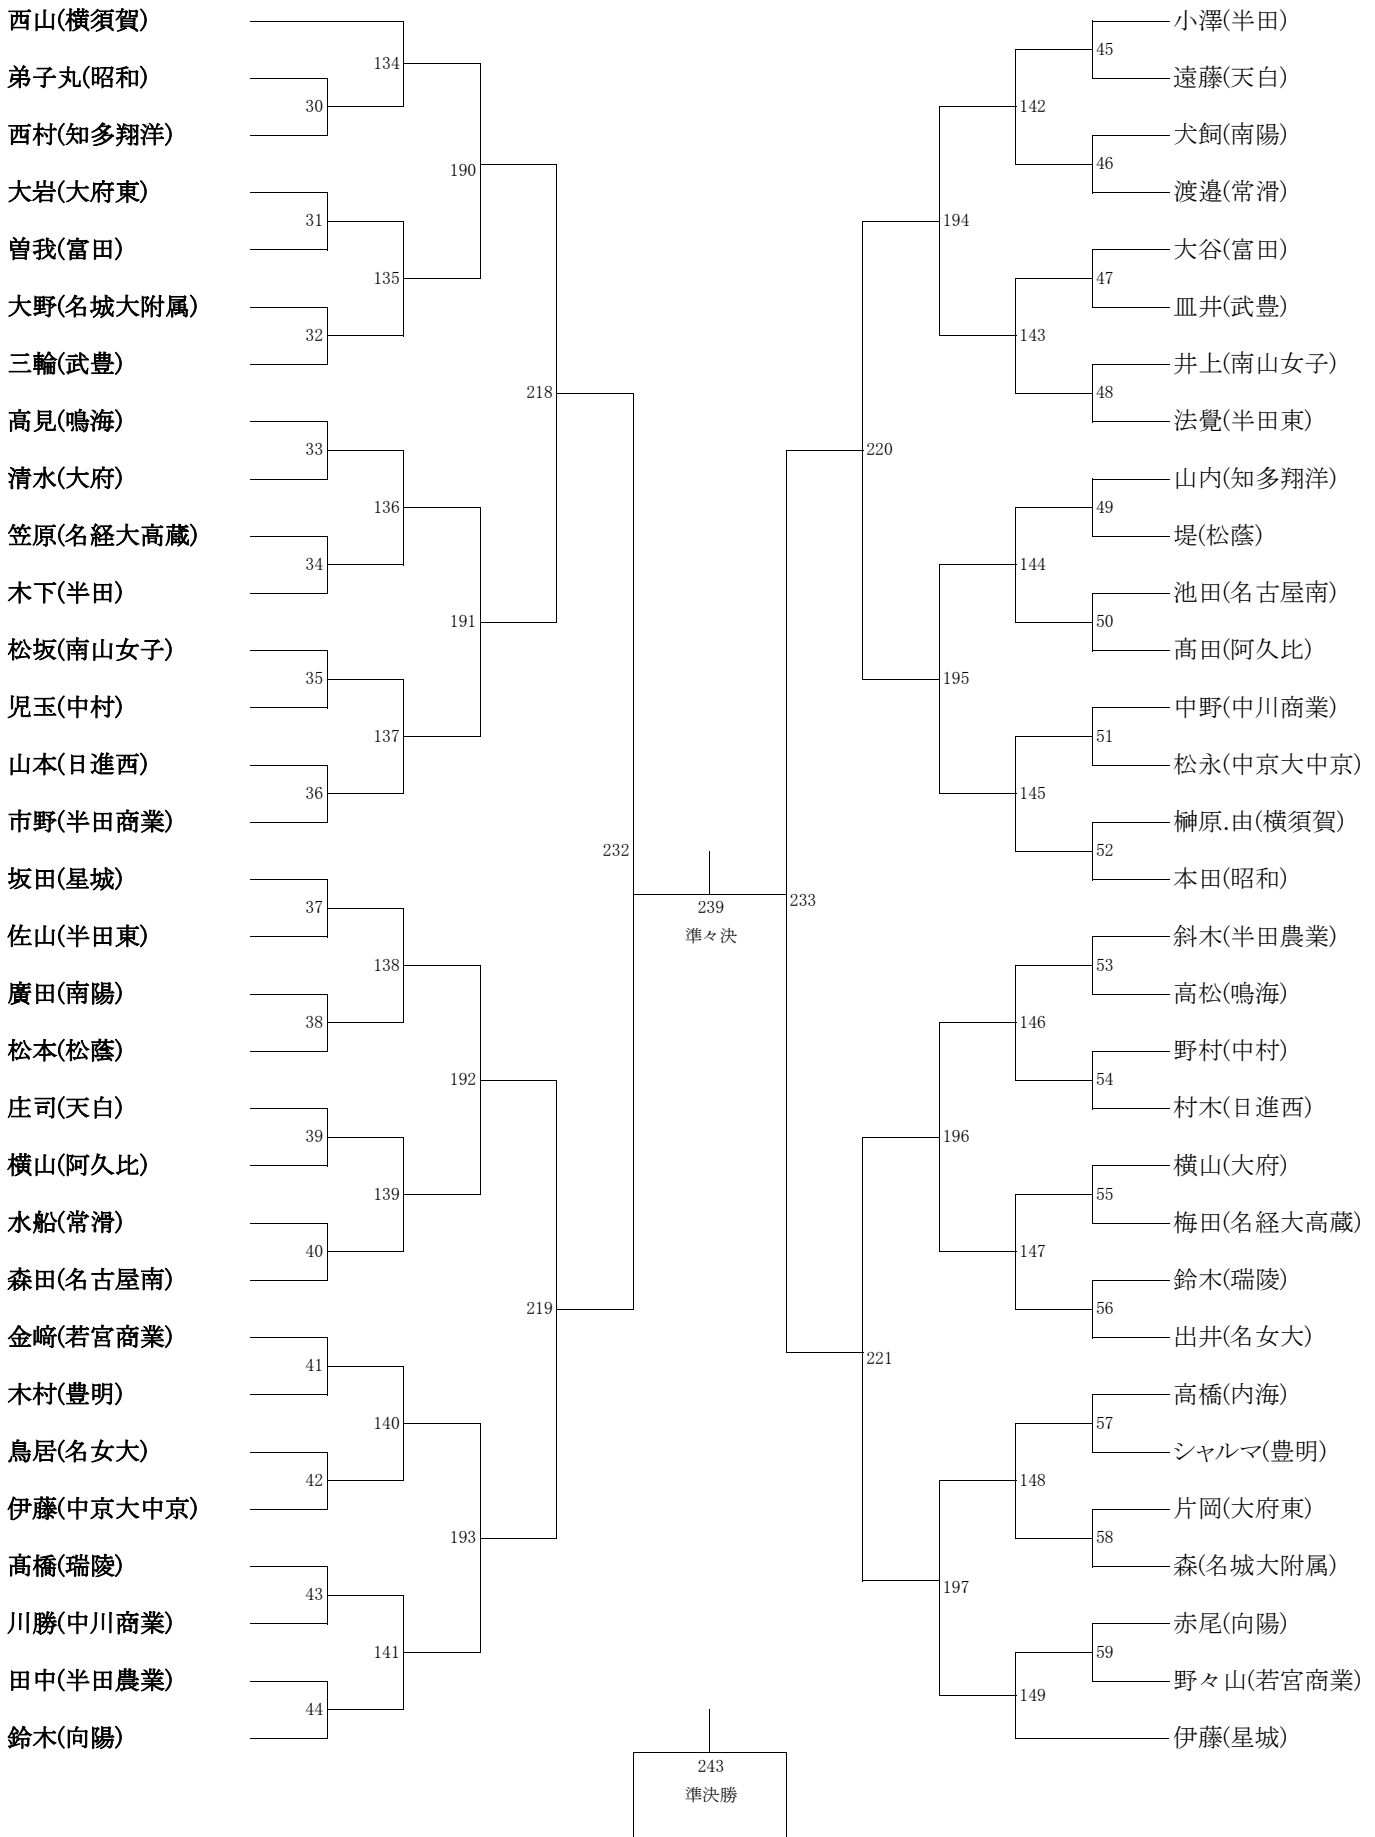 西山(横須賀)
弟子丸(昭和)
西村(知多翔洋)
大岩(大府東)
曽我(富田)
大野(名城大附属)
三輪(武豊)
高見(鳴海)
清水(大府)
笠原(名経大高蔵)
木下(半田)
松坂(南山女子)
児玉(中村)
山本(日進西)
市野(半田商業)
坂田(星城)
佐山(半田東)
廣田(南陽)
松本(松蔭)
庄司(天白)
横山(阿久比)
水船(常滑)
森田(名古屋南)
金﨑(若宮商業)
木村(豊明)
鳥居(名女大)
伊藤(中京大中京)
髙橋(瑞陵)
川勝(中川商業)
田中(半田農業)
鈴木(向陽)
30
31
32
33
34
35
36
37
38
39
40
41
42
43
44
134
135
136
137
138
139
140
141
190
191
192
193
218
219
232
239
準々決
243
準決勝
233
220
221
194
195
196
197
142
143
144
145
146
147
148
149
45
46
47
48
49
50
51
52
53
54
55
56
57
58
59
小澤(半田)
遠藤(天白)
犬飼(南陽)
渡邉(常滑)
大谷(富田)
皿井(武豊)
井上(南山女子)
法覺(半田東)
山内(知多翔洋)
堤(松蔭)
池田(名古屋南)
髙田(阿久比)
中野(中川商業)
松永(中京大中京)
榊原.由(横須賀)
本田(昭和)
斜木(半田農業)
高松(鳴海)
野村(中村)
村木(日進西)
横山(大府)
梅田(名経大高蔵)
鈴木(瑞陵)
出井(名女大)
高橋(内海)
シャルマ(豊明)
片岡(大府東)
森(名城大附属)
赤尾(向陽)
野々山(若宮商業)
伊藤(星城)